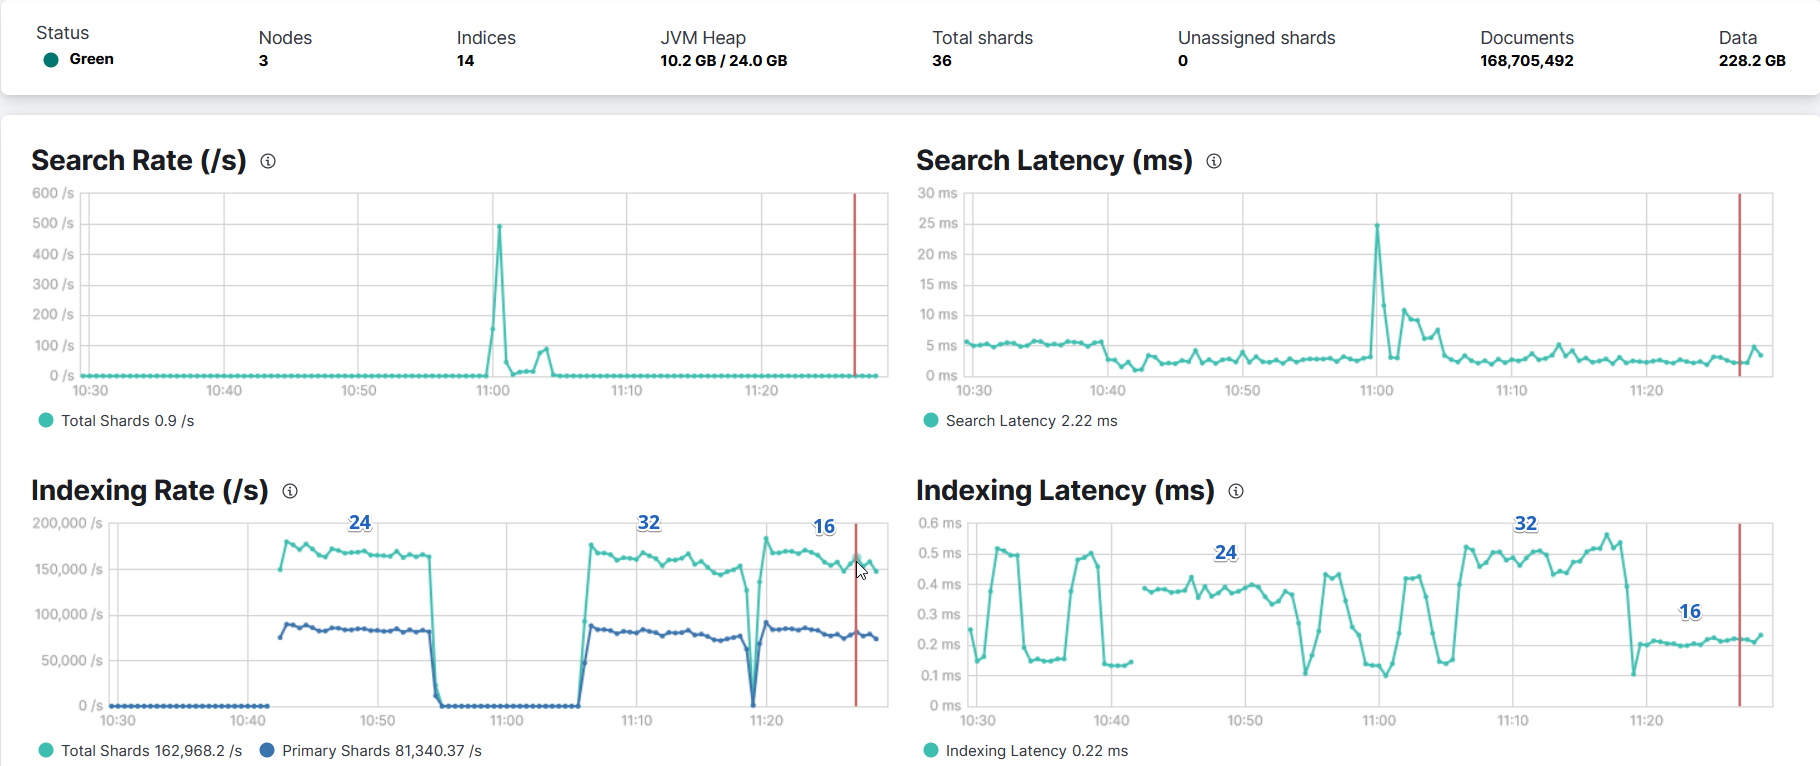 Status Nodes Indices JVM Heap Total shards Unassigned shards Documents Data
Green 3 14 10.2 GB / 24.0 GB 36 0 168,705,492 228.2 GB
Search Rate (/s)
600 /s
500 /s
400 /s
300 /s
200 /s
100 /s
0 /s
10:30 10:40 10:50 11:00 11:10 11:20
Total Shards 0.9 /s
Search Latency (ms)
30 ms
25 ms
20 ms
15 ms
10 ms
5 ms
0 ms
10:30 10:40 10:50 11:00 11:10 11:20
Search Latency 2.22 ms
Indexing Rate (/s)
24 32 16
200,000 /s
150,000 /s
100,000 /s
50,000 /s
0 /s
10:30 10:40 10:50 11:00 11:10 11:20
Total Shards 162,968.2 /s Primary Shards 81,340.37 /s
Indexing Latency (ms)
24 32 16
0.6 ms
0.5 ms
0.4 ms
0.3 ms
0.2 ms
0.1 ms
0 ms
10:30 10:40 10:50 11:00 11:10 11:20
Indexing Latency 0.22 ms